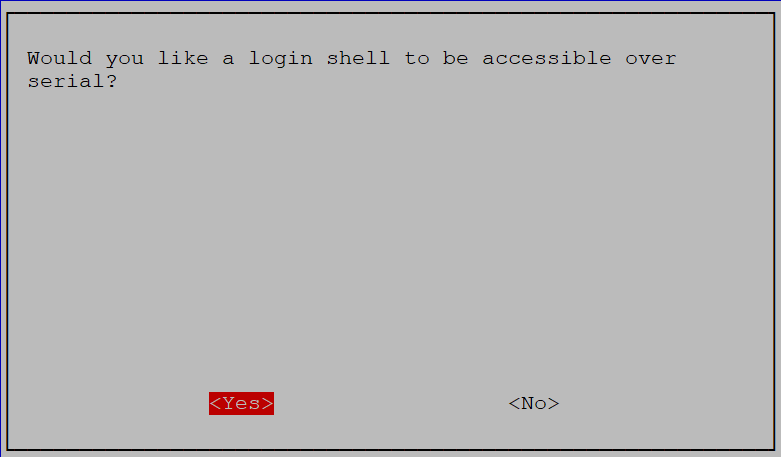 Would you like a login shell to be accessible over
serial?
<Yes> <No>